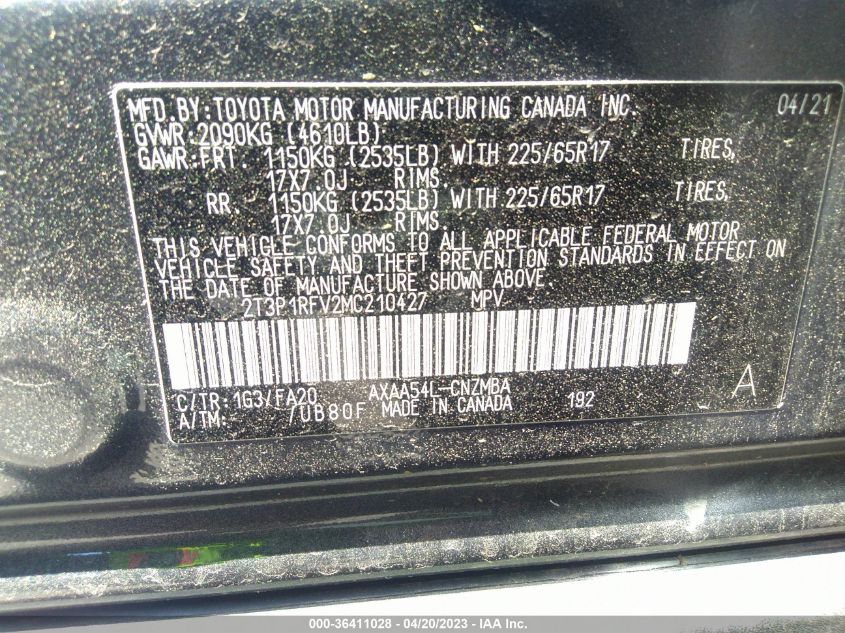 MFD. BY: TOYOTA MOTOR MANUFACTURING CANADA INC. 04/21
GVWR: 2090KG (4610LB)
GAWR: FRT. 1150KG (2535LB) WITH 225/65R17 TIRES,
17X7.0J RIMS.
RR. 1150KG (2535LB) WITH 225/65R17 TIRES,
17X7.0J RIMS.
THIS VEHICLE CONFORMS TO ALL APPLICABLE FEDERAL MOTOR
VEHICLE SAFETY AND THEFT PREVENTION STANDARDS IN EFFECT ON
THE DATE OF MANUFACTURE SHOWN ABOVE.
2T3P1RFV2MC210427 MPV
C/TR: 1G3/FA20 AXAA54L-CNZMBA A
A/TM: /UB80F MADE IN CANADA 192
000-36411028 - 04/20/2023 - IAA Inc.